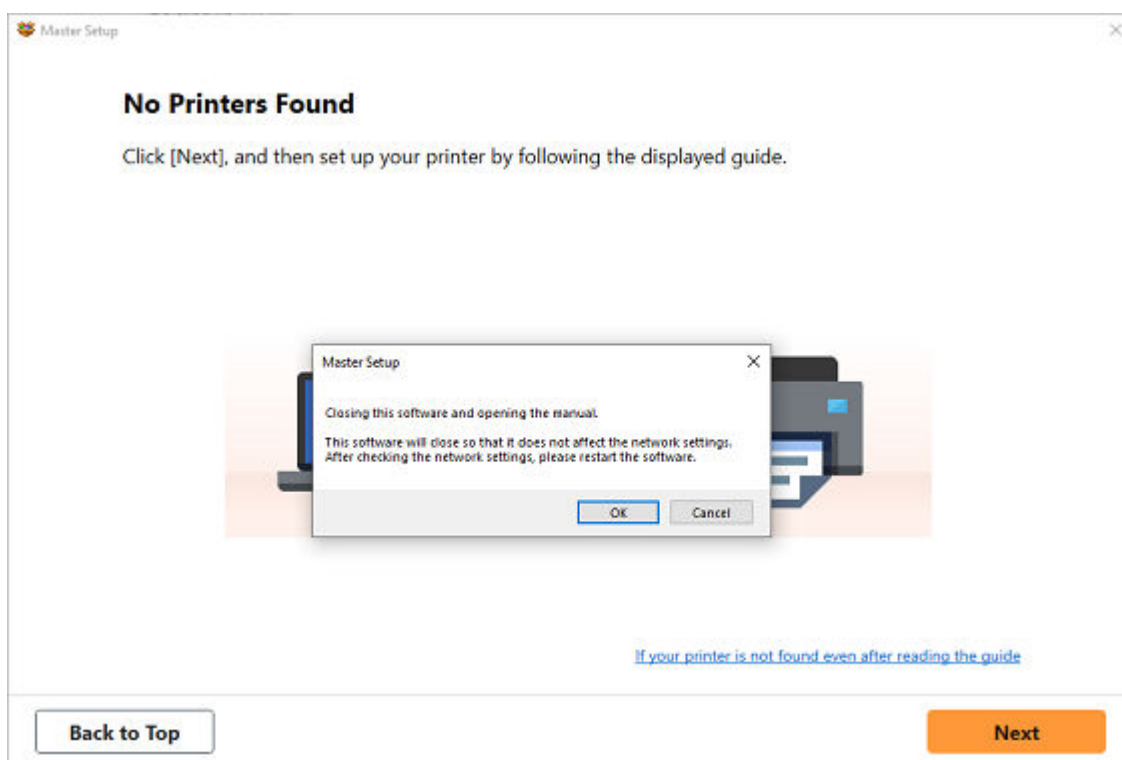 Master Setup
No Printers Found
Click [Next], and then set up your printer by following the displayed guide.
Master Setup
Closing this software and opening the manual.
This software will close so that it does not affect the network settings.
After checking the network settings, please restart the software.
OK
Cancel
If your printer is not found even after reading the guide
Back to Top
Next